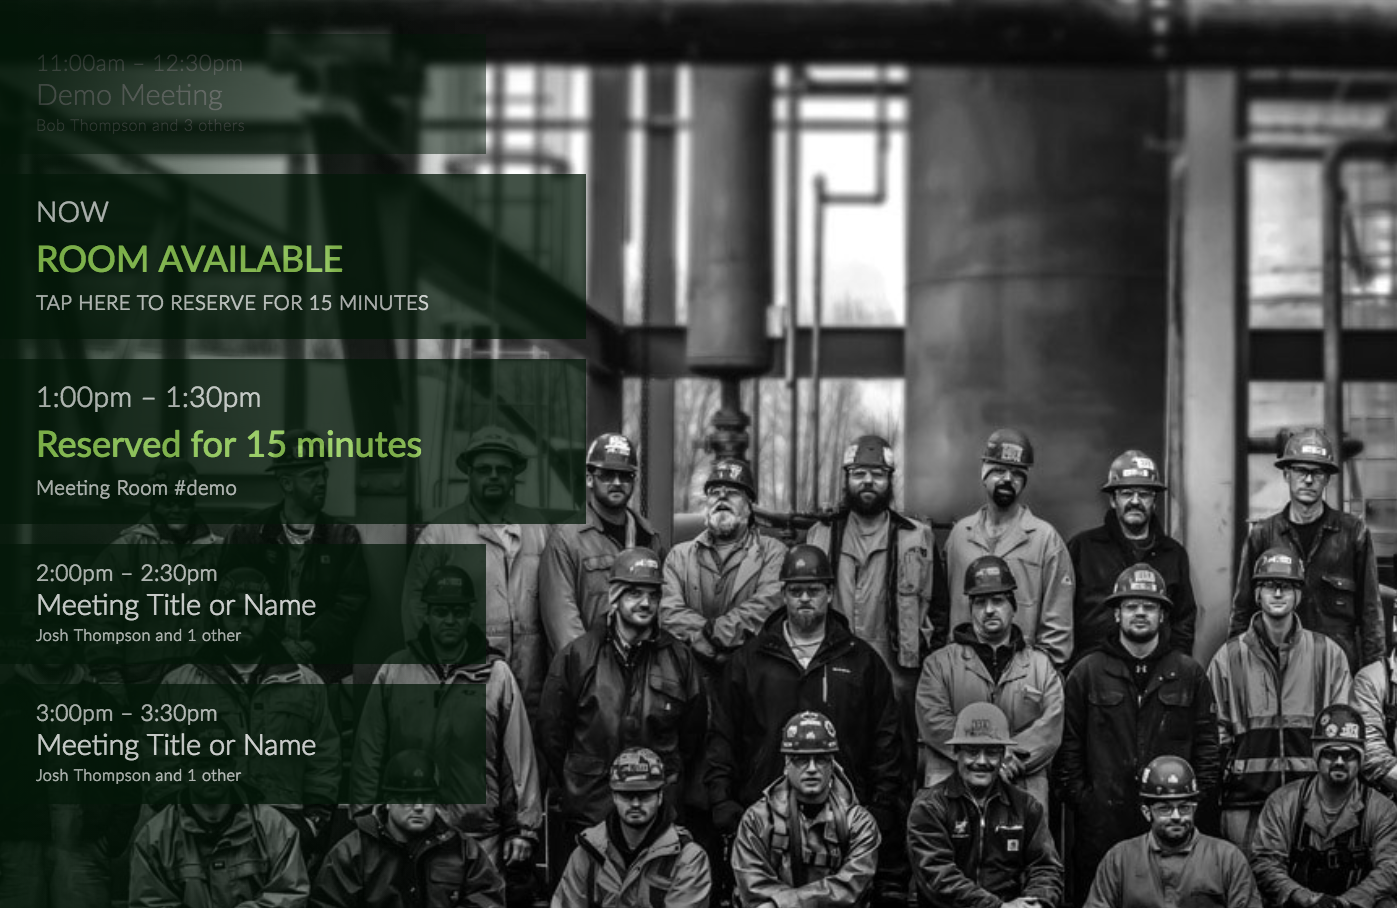 11:00am – 12:30pm
Demo Meeting
Bob Thompson and 3 others
NOW
ROOM AVAILABLE
TAP HERE TO RESERVE FOR 15 MINUTES
1:00pm – 1:30pm
Reserved for 15 minutes
Meeting Room #demo
2:00pm – 2:30pm
Meeting Title or Name
Josh Thompson and 1 other
3:00pm – 3:30pm
Meeting Title or Name
Josh Thompson and 1 other